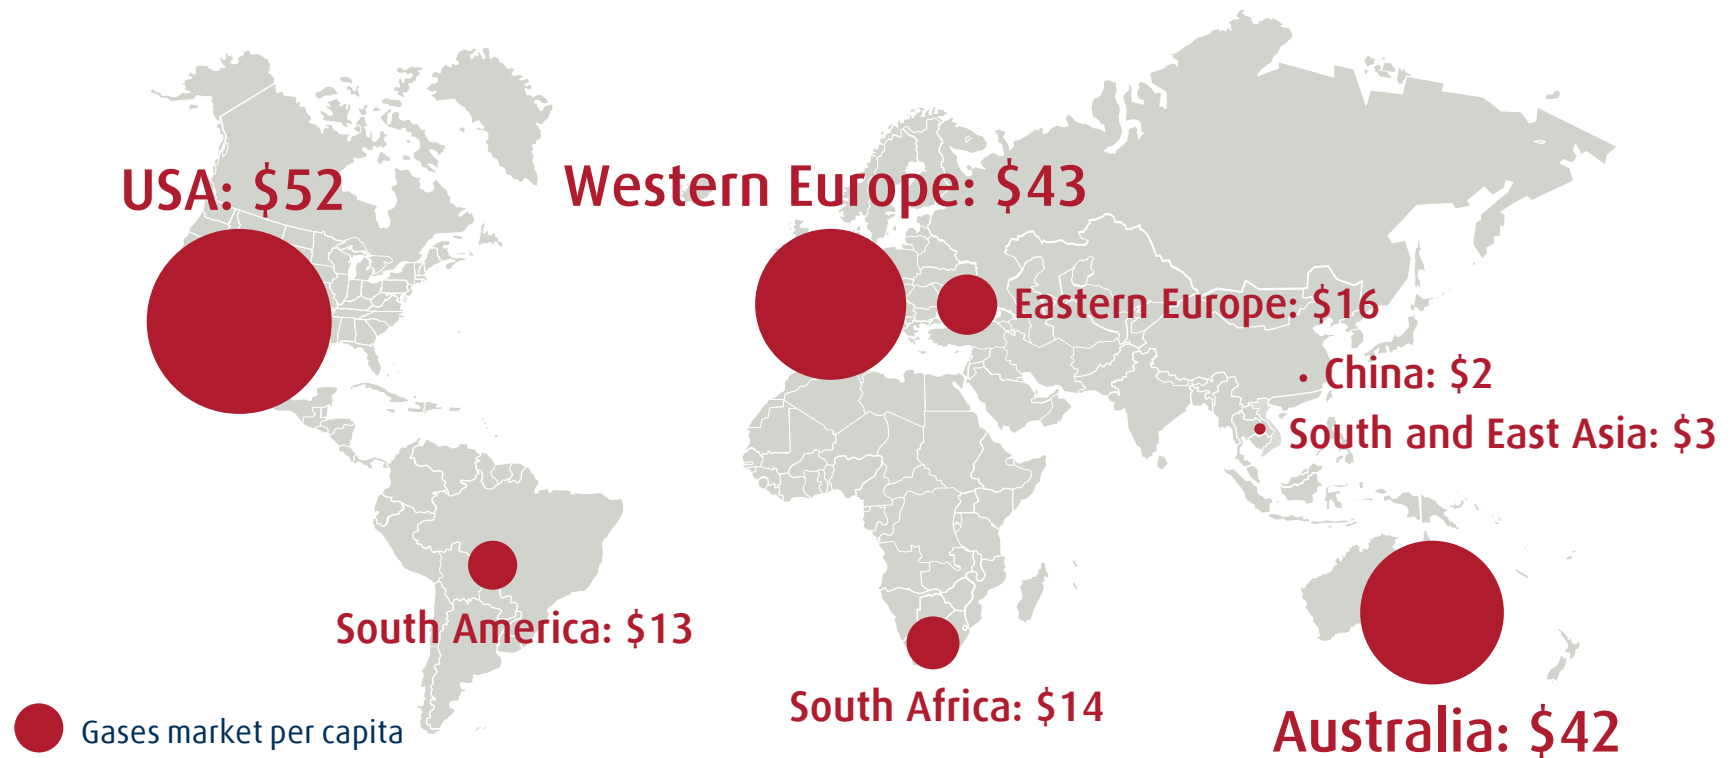 USA: $52
Western Europe: $43
Eastern Europe: $16
China: $2
South and East Asia: $3
South America: $13
South Africa: $14
Australia: $42
Gases market per capita